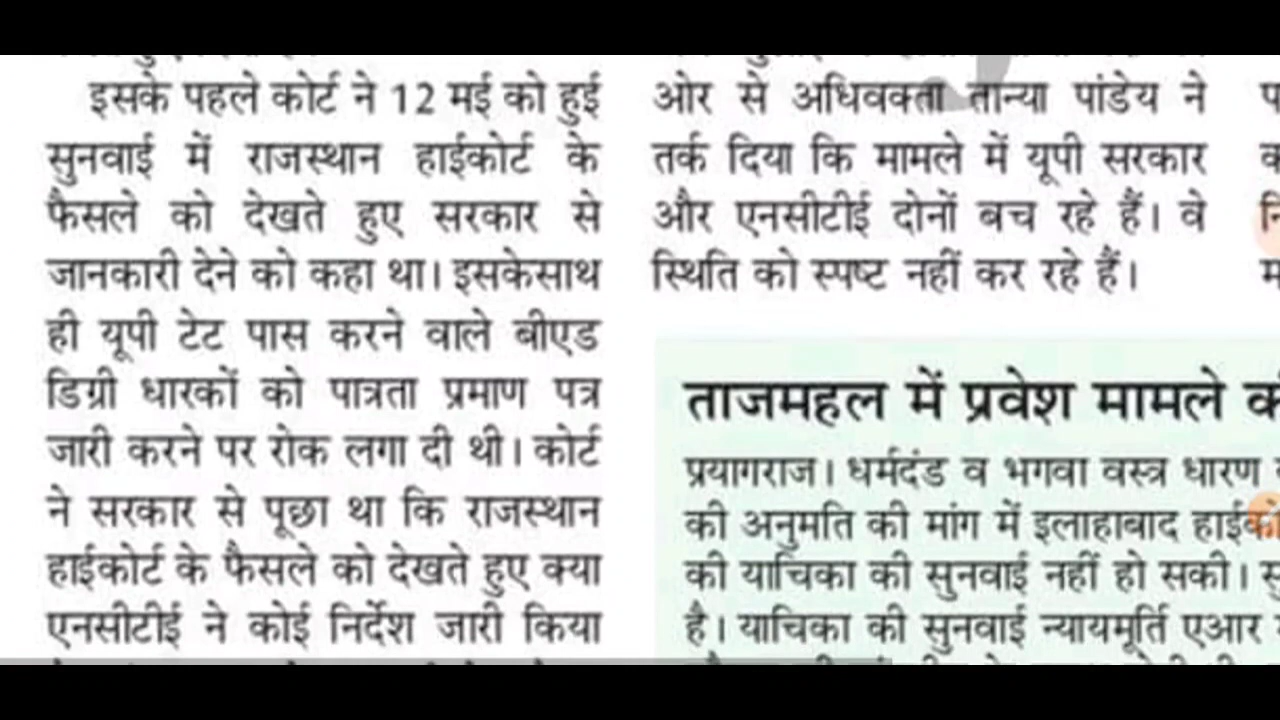 इसके पहले कोर्ट ने 12 मई को हुई
सुनवाई में राजस्थान हाईकोर्ट के
फैसले को देखते हुए सरकार से
जानकारी देने को कहा था। इसकेसाथ
ही यूपी टेट पास करने वाले बीएड
डिग्री धारकों को पात्रता प्रमाण पत्र
जारी करने पर रोक लगा दी थी। कोर्ट
ने सरकार से पूछा था कि राजस्थान
हाईकोर्ट के फैसले को देखते हुए क्या
एनसीटीई ने कोई निर्देश जारी किया
ओर से अधिवक्ता तान्या पांडेय ने
तर्क दिया कि मामले में यूपी सरकार
और एनसीटीई दोनों बच रहे हैं। वे
स्थिति को स्पष्ट नहीं कर रहे हैं।
ताजमहल में प्रवेश मामले
प्रयागराज। धर्मदंड व भगवा वस्त्र धारण
की अनुमति की मांग में इलाहाबाद
की याचिका की सुनवाई नहीं हो सकी।
है। याचिका की सुनवाई न्यायमूर्ति एआर